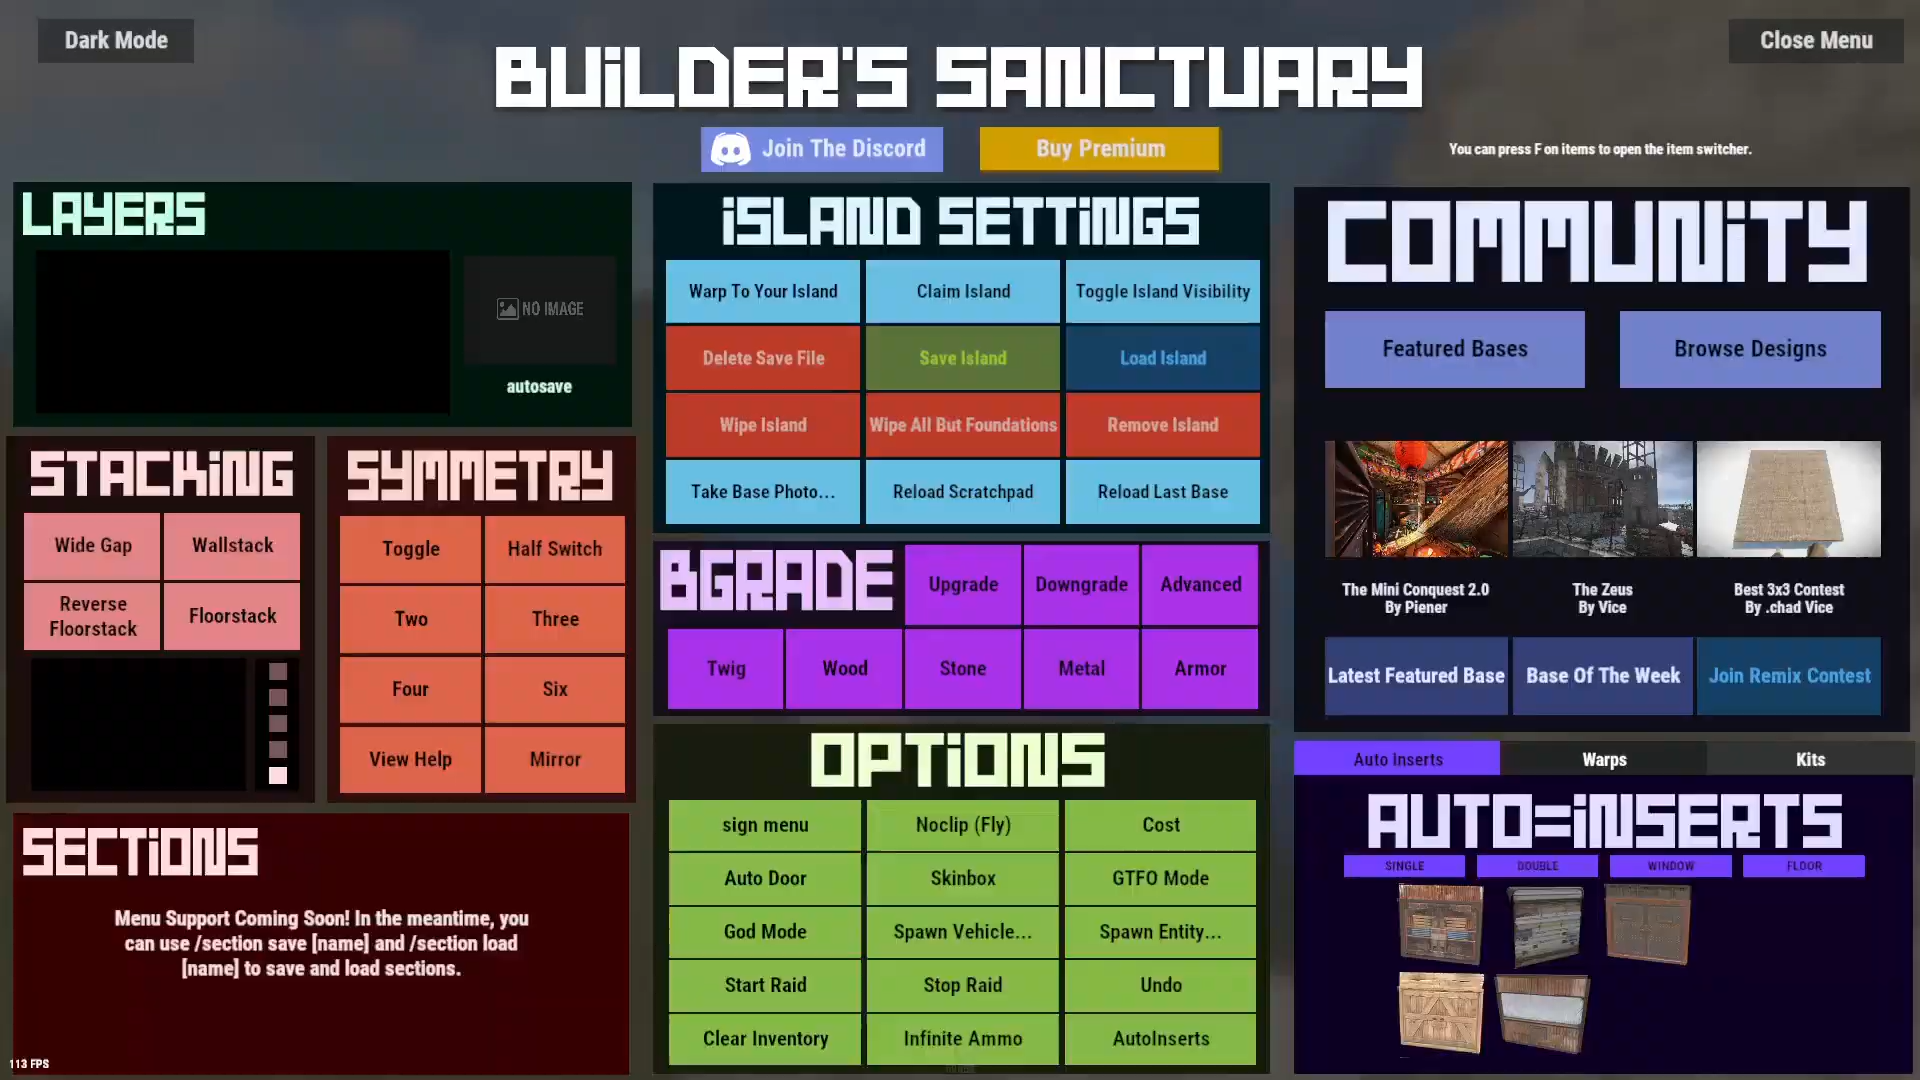 Dark Mode
BUILDER'S SANCTUARY
Close Menu
Join The Discord
Buy Premium
You can press F on items to open the item switcher.
LAYERS
NO IMAGE
autosave
STACKING
Wide Gap
Wallstack
Reverse
Floorstack
Floorstack
SYMMETRY
Toggle
Half Switch
Two
Three
Four
Six
View Help
Mirror
SECTIONS
Menu Support Coming Soon! In the meantime, you
can use /section save [name] and /section load
[name] to save and load sections.
113 FPS
ISLAND SETTINGS
Warp To Your Island
Claim Island
Toggle Island Visibility
Delete Save File
Save Island
Load Island
Wipe Island
Wipe All But Foundations
Remove Island
Take Base Photo...
Reload Scratchpad
Reload Last Base
BGRADE
Upgrade
Downgrade
Advanced
Twig
Wood
Stone
Metal
Armor
OPTIONS
sign menu
Noclip (Fly)
Cost
Auto Door
Skinbox
GTFO Mode
God Mode
Spawn Vehicle...
Spawn Entity...
Start Raid
Stop Raid
Undo
Clear Inventory
Infinite Ammo
AutoInserts
COMMUNITY
Featured Bases
Browse Designs
The Mini Conquest 2.0
By Piener
The Zeus
By Vice
Best 3x3 Contest
By .chad Vice
Latest Featured Base
Base Of The Week
Join Remix Contest
Auto Inserts
Warps
Kits
AUTO=INSERTS
SINGLE
DOUBLE
WINDOW
FLOOR